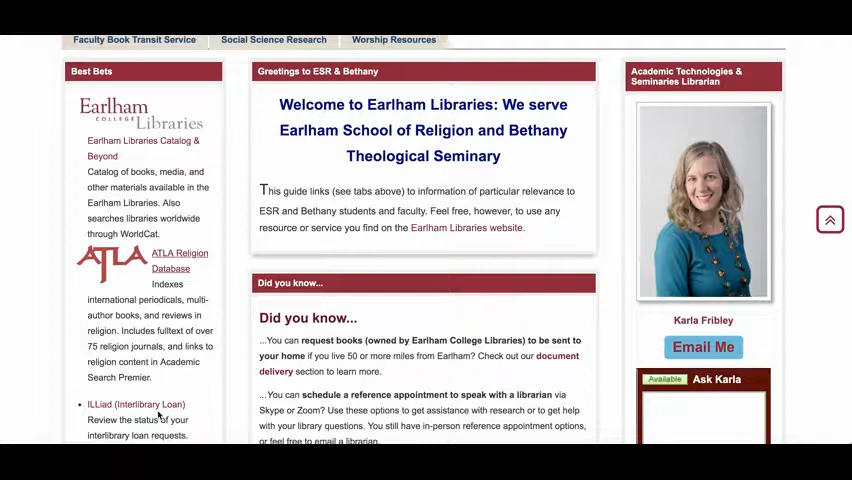 Faculty Book Transit Service
Social Science Research
Worship Resources
Best Bets
Earlham
COLLEGE
Libraries
Earlham Libraries Catalog &
Beyond
Catalog of books, media, and
other materials available in the
Earlham Libraries. Also
searches libraries worldwide
through WorldCat.
ATLA
ATLA Religion
Database
Indexes
international periodicals, multi-
author books, and reviews in
religion. Includes fulltext of over
75 religion journals, and links to
religion content in Academic
Search Premier.
ILLiad (Interlibrary Loan)
Review the status of your
interlibrary loan requests.
Greetings to ESR & Bethany
Welcome to Earlham Libraries: We serve
Earlham School of Religion and Bethany
Theological Seminary
This guide links (see tabs above) to information of particular relevance to
ESR and Bethany students and faculty. Feel free, however, to use any
resource or service you find on the Earlham Libraries website.
Did you know...
Did you know...
...You can request books (owned by Earlham College Libraries) to be sent to
your home if you live 50 or more miles from Earlham? Check out our document
delivery section to learn more.
...You can schedule a reference appointment to speak with a librarian via
Skype or Zoom? Use these options to get assistance with research or to get help
with your library questions. You still have in-person reference appointment options,
or feel free to email a librarian.
Academic Technologies &
Seminaries Librarian
Karla Fribley
Email Me
Available
Ask Karla